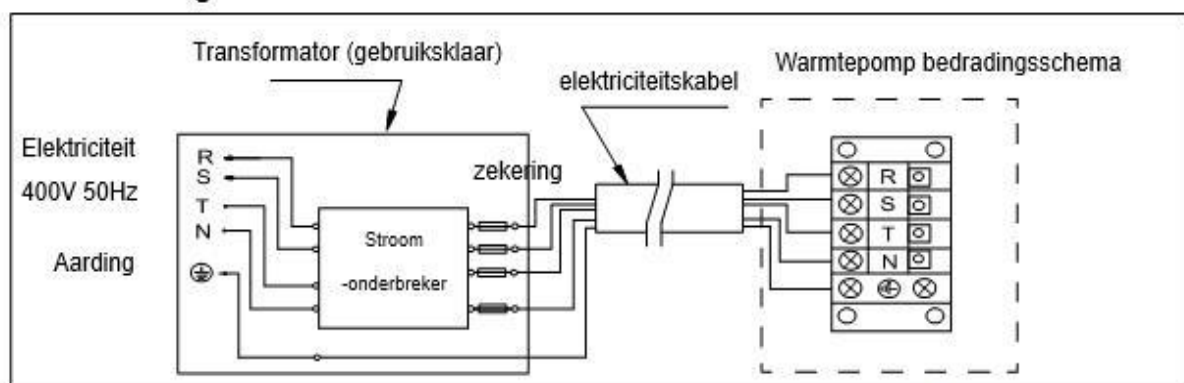 Transformator (gebruiksklaar)
elektriciteitskabel
Warmtepomp bedradingsschema
Elektriciteit
400V 50Hz
Aarding
R
S
T
N
zekering
Stroom
-onderbreker
R
S
T
N